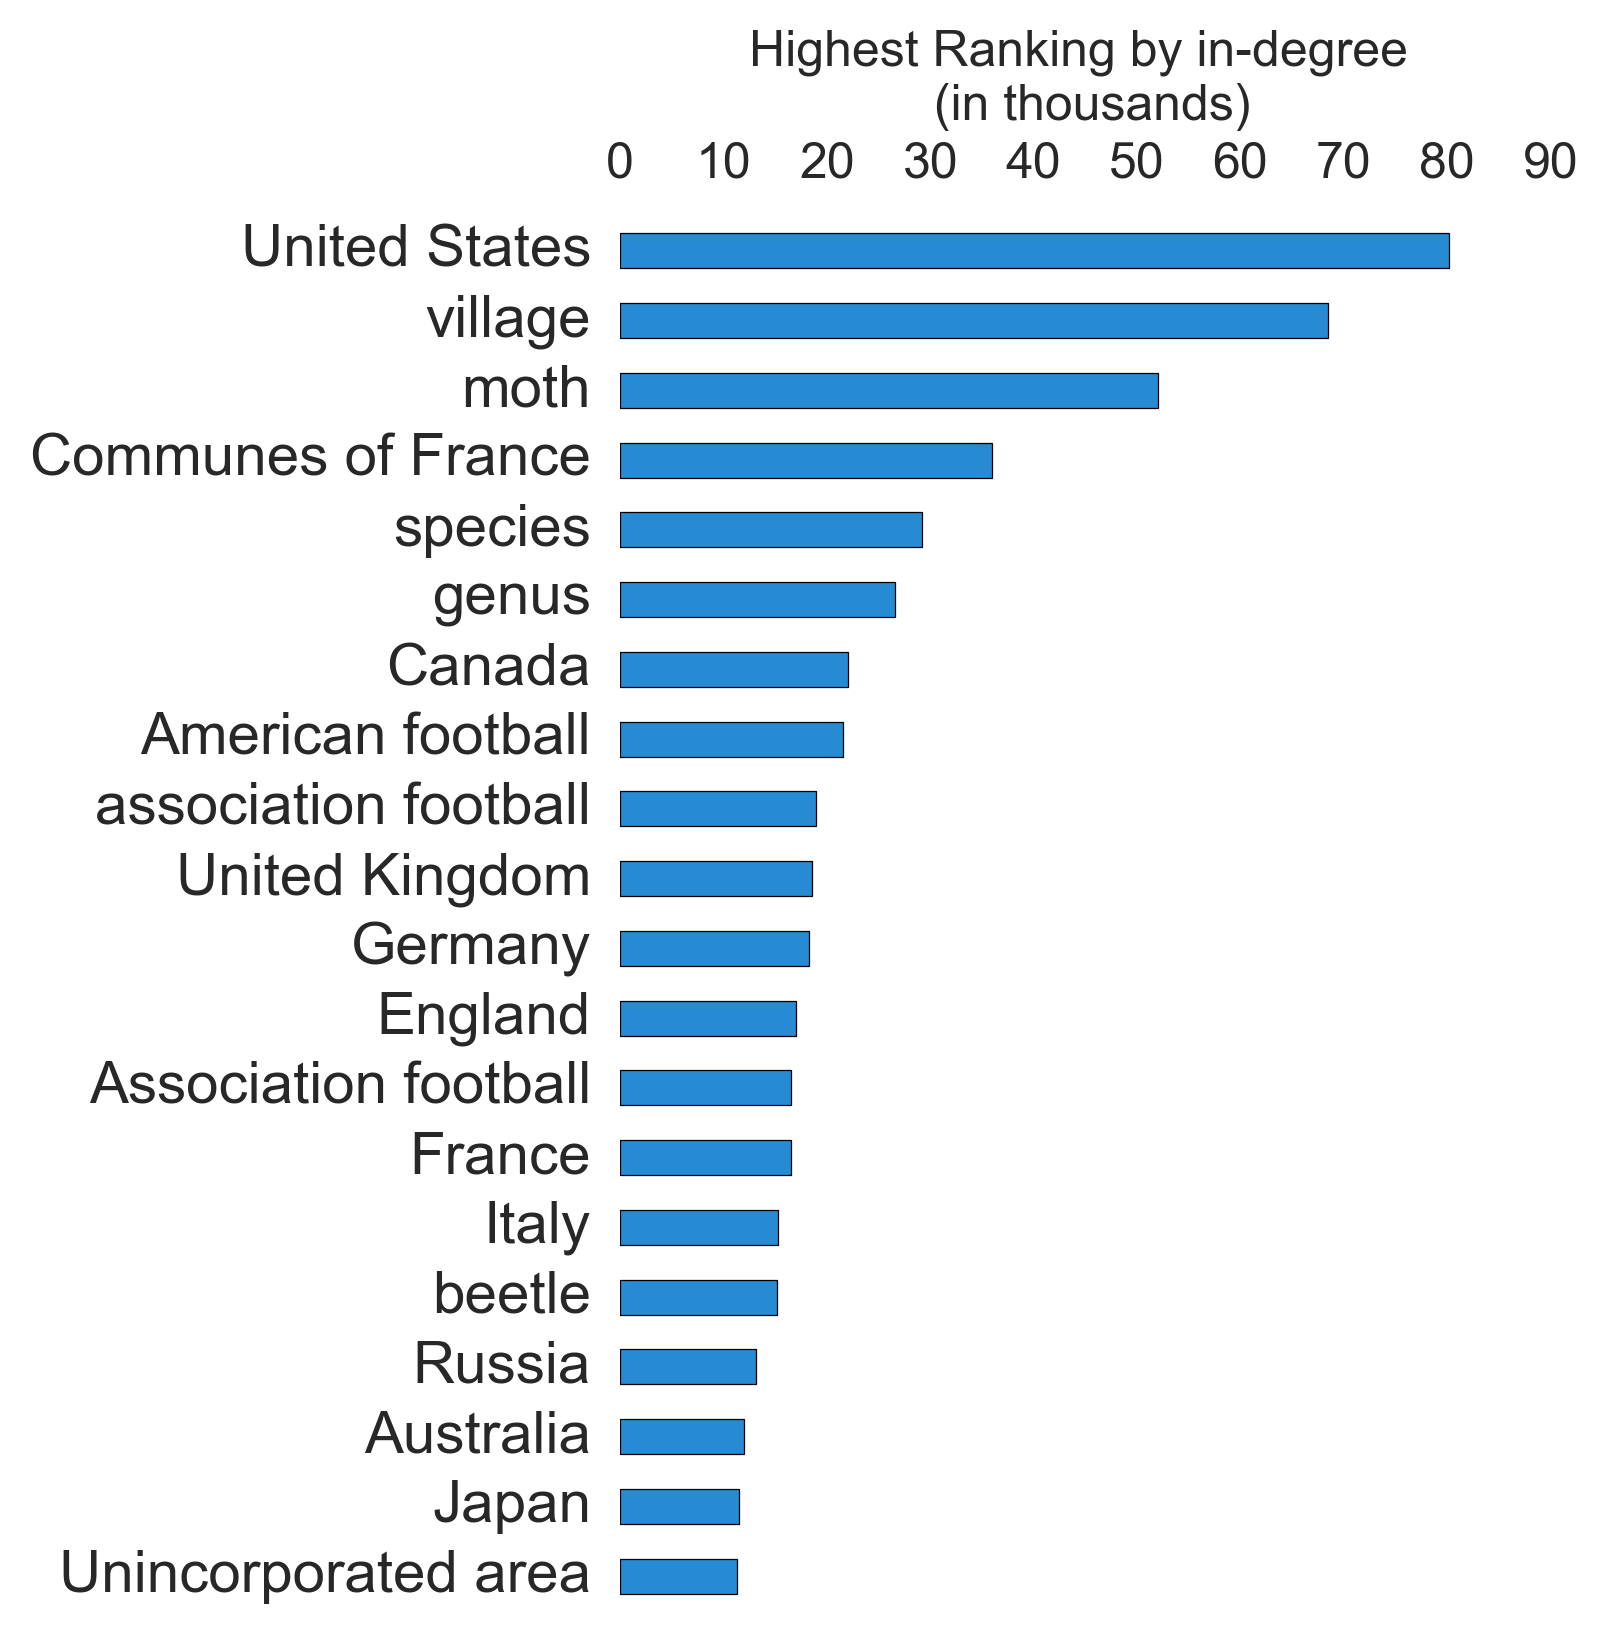 Highest Ranking by in-degree
(in thousands)
0 10 20 30 40 50 60 70 80 90
United States
village
moth
Communes of France
species
genus
Canada
American football
association football
United Kingdom
Germany
England
Association football
France
Italy
beetle
Russia
Australia
Japan
Unincorporated area